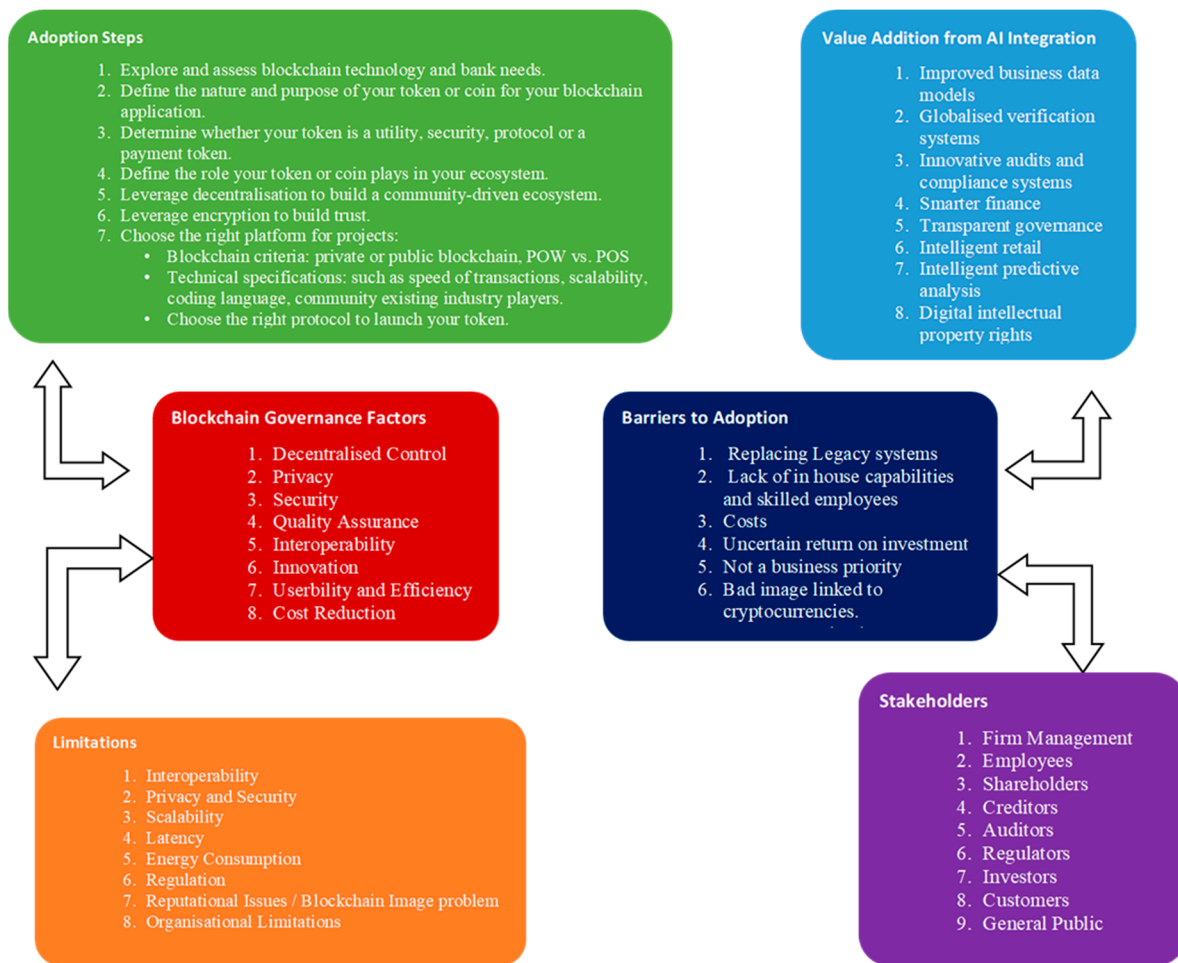 Adoption Steps
1. Explore and assess blockchain technology and bank needs.
2. Define the nature and purpose of your token or coin for your blockchain
application.
3. Determine whether your token is a utility, security, protocol or a
payment token.
4. Define the role your token or coin plays in your ecosystem.
5. Leverage decentralisation to build a community-driven ecosystem.
6. Leverage encryption to build trust.
7. Choose the right platform for projects:
• Blockchain criteria: private or public blockchain, POW vs. POS
• Technical specifications: such as speed of transactions, scalability,
coding language, community existing industry players.
• Choose the right protocol to launch your token.
Value Addition from AI Integration
1. Improved business data
models
2. Globalised verification
systems
3. Innovative audits and
compliance systems
4. Smarter finance
5. Transparent governance
6. Intelligent retail
7. Intelligent predictive
analysis
8. Digital intellectual
property rights
Blockchain Governance Factors
1. Decentralised Control
2. Privacy
3. Security
4. Quality Assurance
5. Interoperability
6. Innovation
7. Userbility and Efficiency
8. Cost Reduction
Barriers to Adoption
1. Replacing Legacy systems
2. Lack of in house capabilities
and skilled employees
3. Costs
4. Uncertain return on investment
5. Not a business priority
6. Bad image linked to
cryptocurrencies.
Limitations
1. Interoperability
2. Privacy and Security
3. Scalability
4. Latency
5. Energy Consumption
6. Regulation
7. Reputational Issues / Blockchain Image problem
8. Organisational Limitations
Stakeholders
1. Firm Management
2. Employees
3. Shareholders
4. Creditors
5. Auditors
6. Regulators
7. Investors
8. Customers
9. General Public